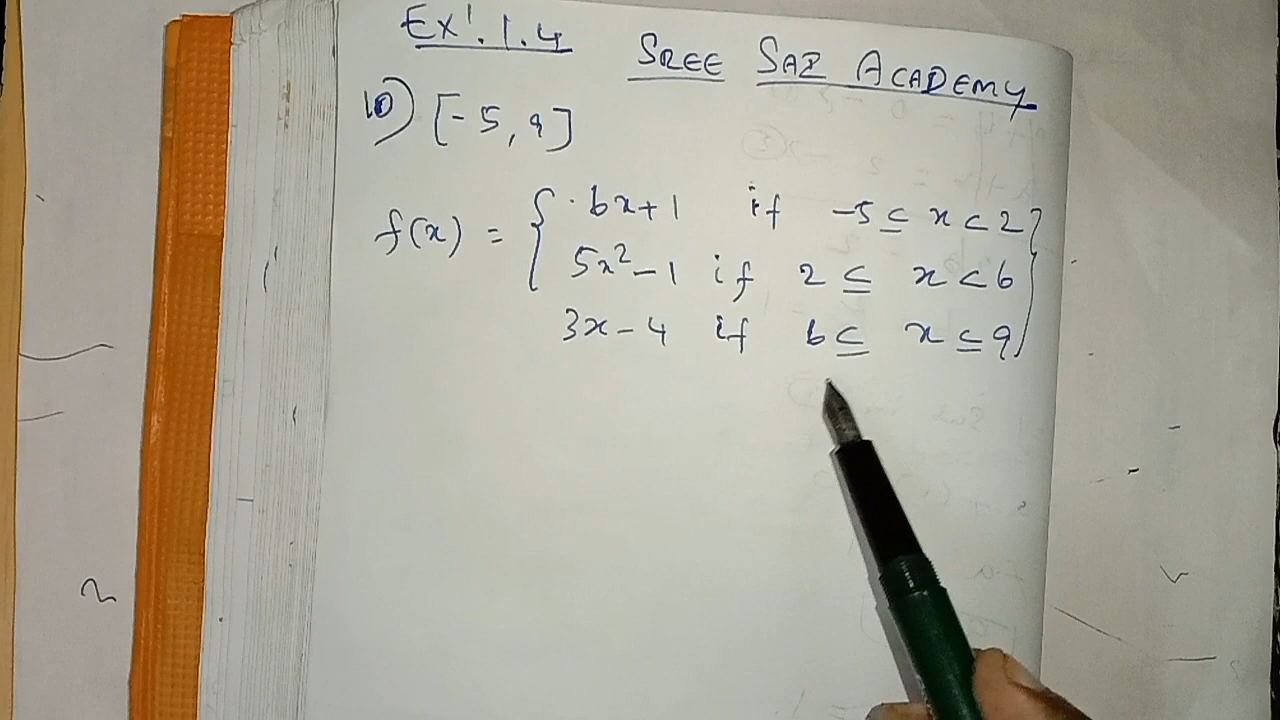 Ex!.1.4
SREE SAI ACADEMY
10) [-5,9]
f(x) = { 6x+1 if -5 ≤ x < 2
5x²-1 if 2 ≤ x < 6
3x-4 if 6 ≤ x ≤ 9 }